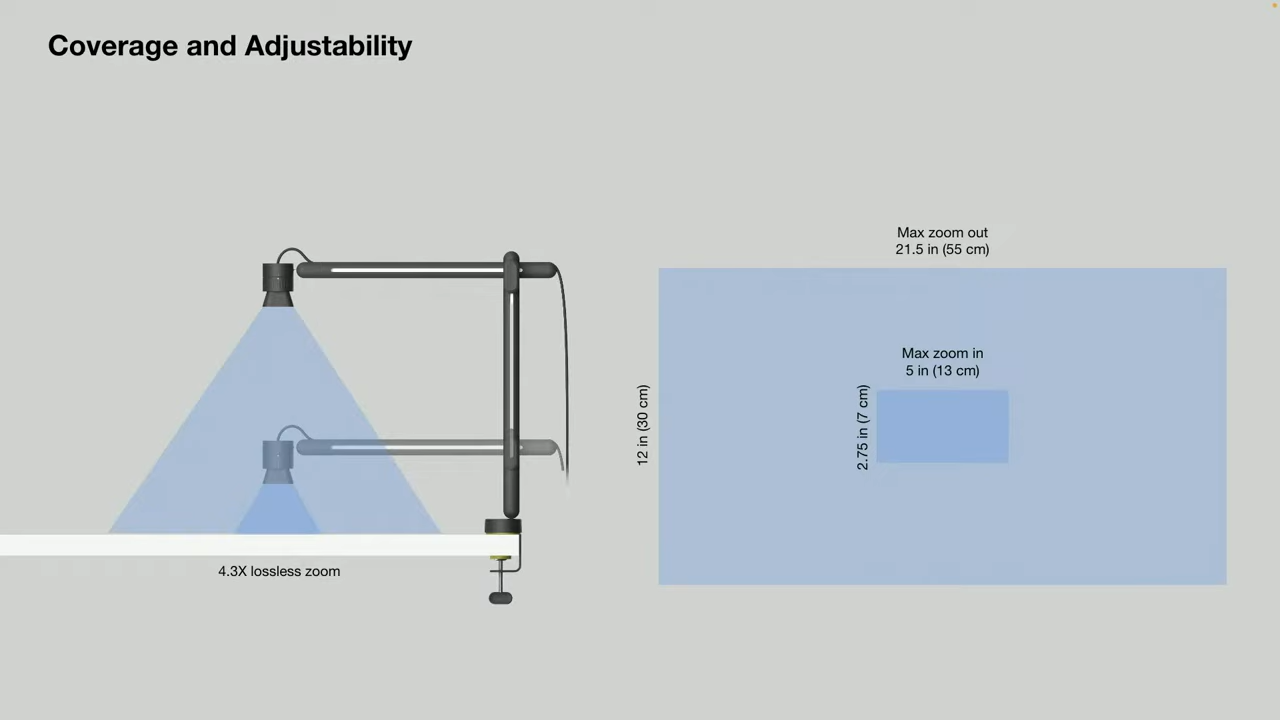 Coverage and Adjustability
4.3X lossless zoom
Max zoom out
21.5 in (55 cm)
12 in (30 cm)
Max zoom in
5 in (13 cm)
2.75 in (7 cm)